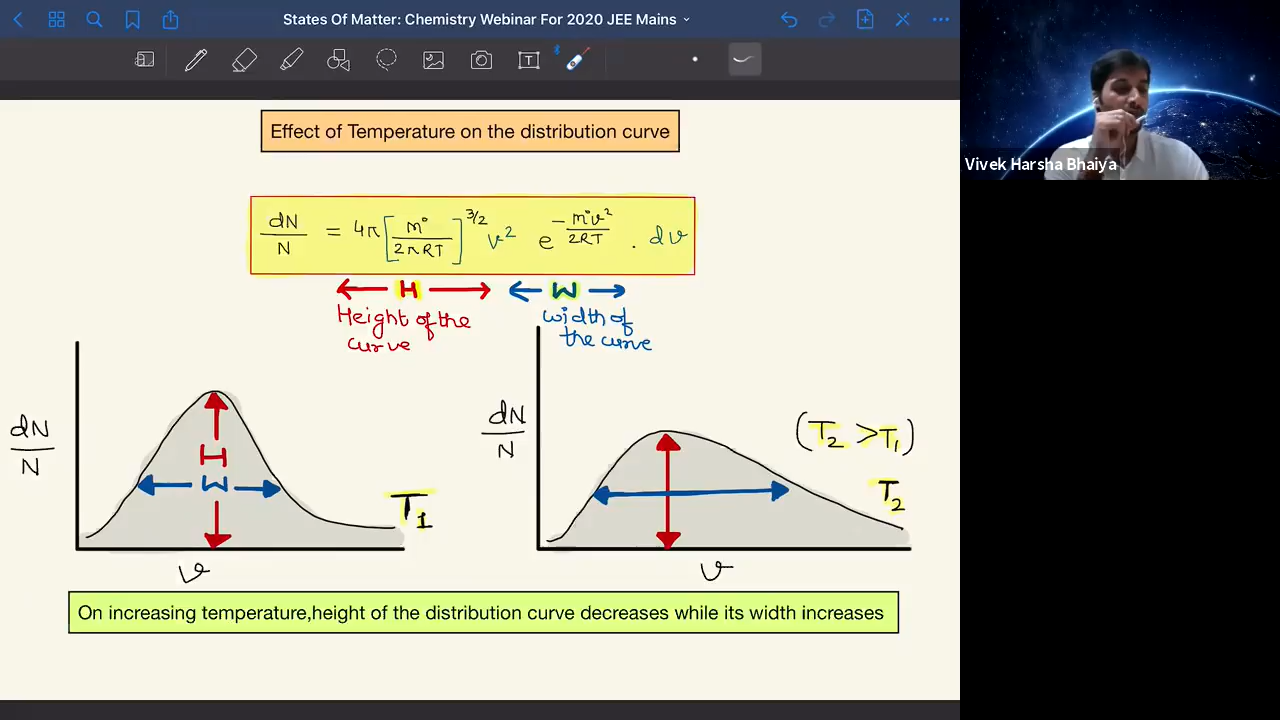 States Of Matter: Chemistry Webinar For 2020 JEE Mains
T
Vivek Harsha Bhaiya
Effect of Temperature on the distribution curve
dN/N = 4π[m°/2πRT]^3/2 v² e^-m°v²/2RT . dv
H W
Height of the curve
width of the curve
dN/N
H
W
T₁
v
dN/N
(T₂ >T₁)
T₂
v
On increasing temperature,height of the distribution curve decreases while its width increases